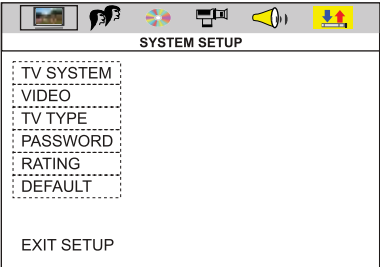 SYSTEM SETUP
TV SYSTEM
VIDEO
TV TYPE
PASSWORD
RATING
DEFAULT
EXIT SETUP